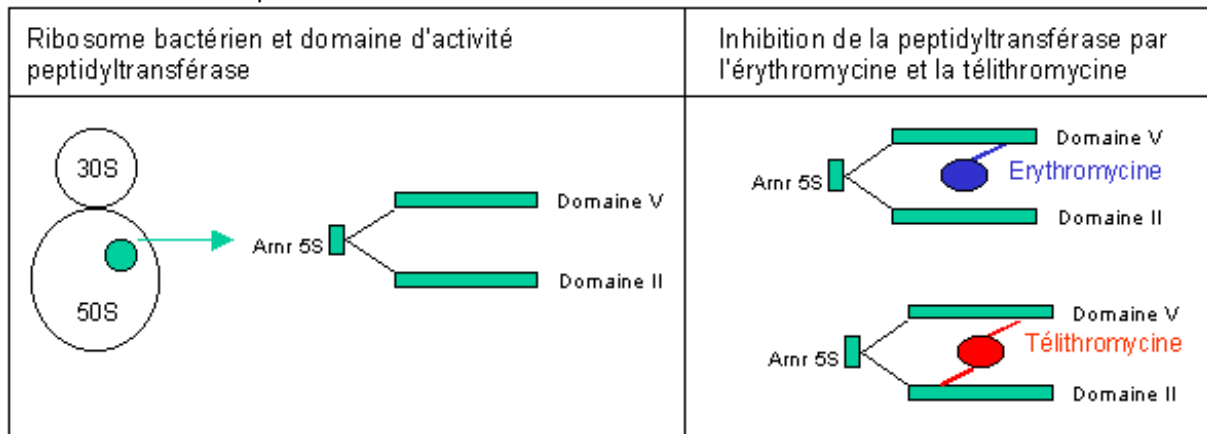 Ribosome bactérien et domaine d'activité
peptidyltransférase
Inhibition de la peptidyltransférase par
l'érythromycine et la télithromycine
30S
50S
Arnr 5S
Domaine V
Domaine II
Arnr 5S
Domaine V
Erythromycine
Domaine II
Arnr 5S
Domaine V
Télithromycine
Domaine II